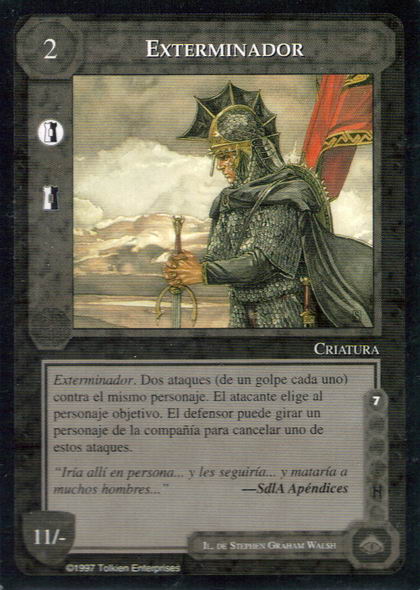 2
EXTERMINADOR
CRIATURA
Exterminador. Dos ataques (de un golpe cada uno)
contra el mismo personaje. El atacante elige al
personaje objetivo. El defensor puede girar un
personaje de la compañía para cancelar uno de
estos ataques.
7
"Iría allí en persona... y les seguiría... y mataría a
muchos hombres..." —SdlA Apéndices
11/-
IL. DE STEPHEN GRAHAM WALSH
©1997 Tolkien Enterprises